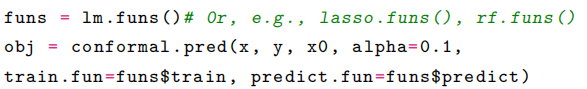 funs = lm.funs()# Or, e.g., lasso.funs(), rf.funs()
obj = conformal.pred(x, y, x0, alpha=0.1,
train.fun=funs$train, predict.fun=funs$predict)